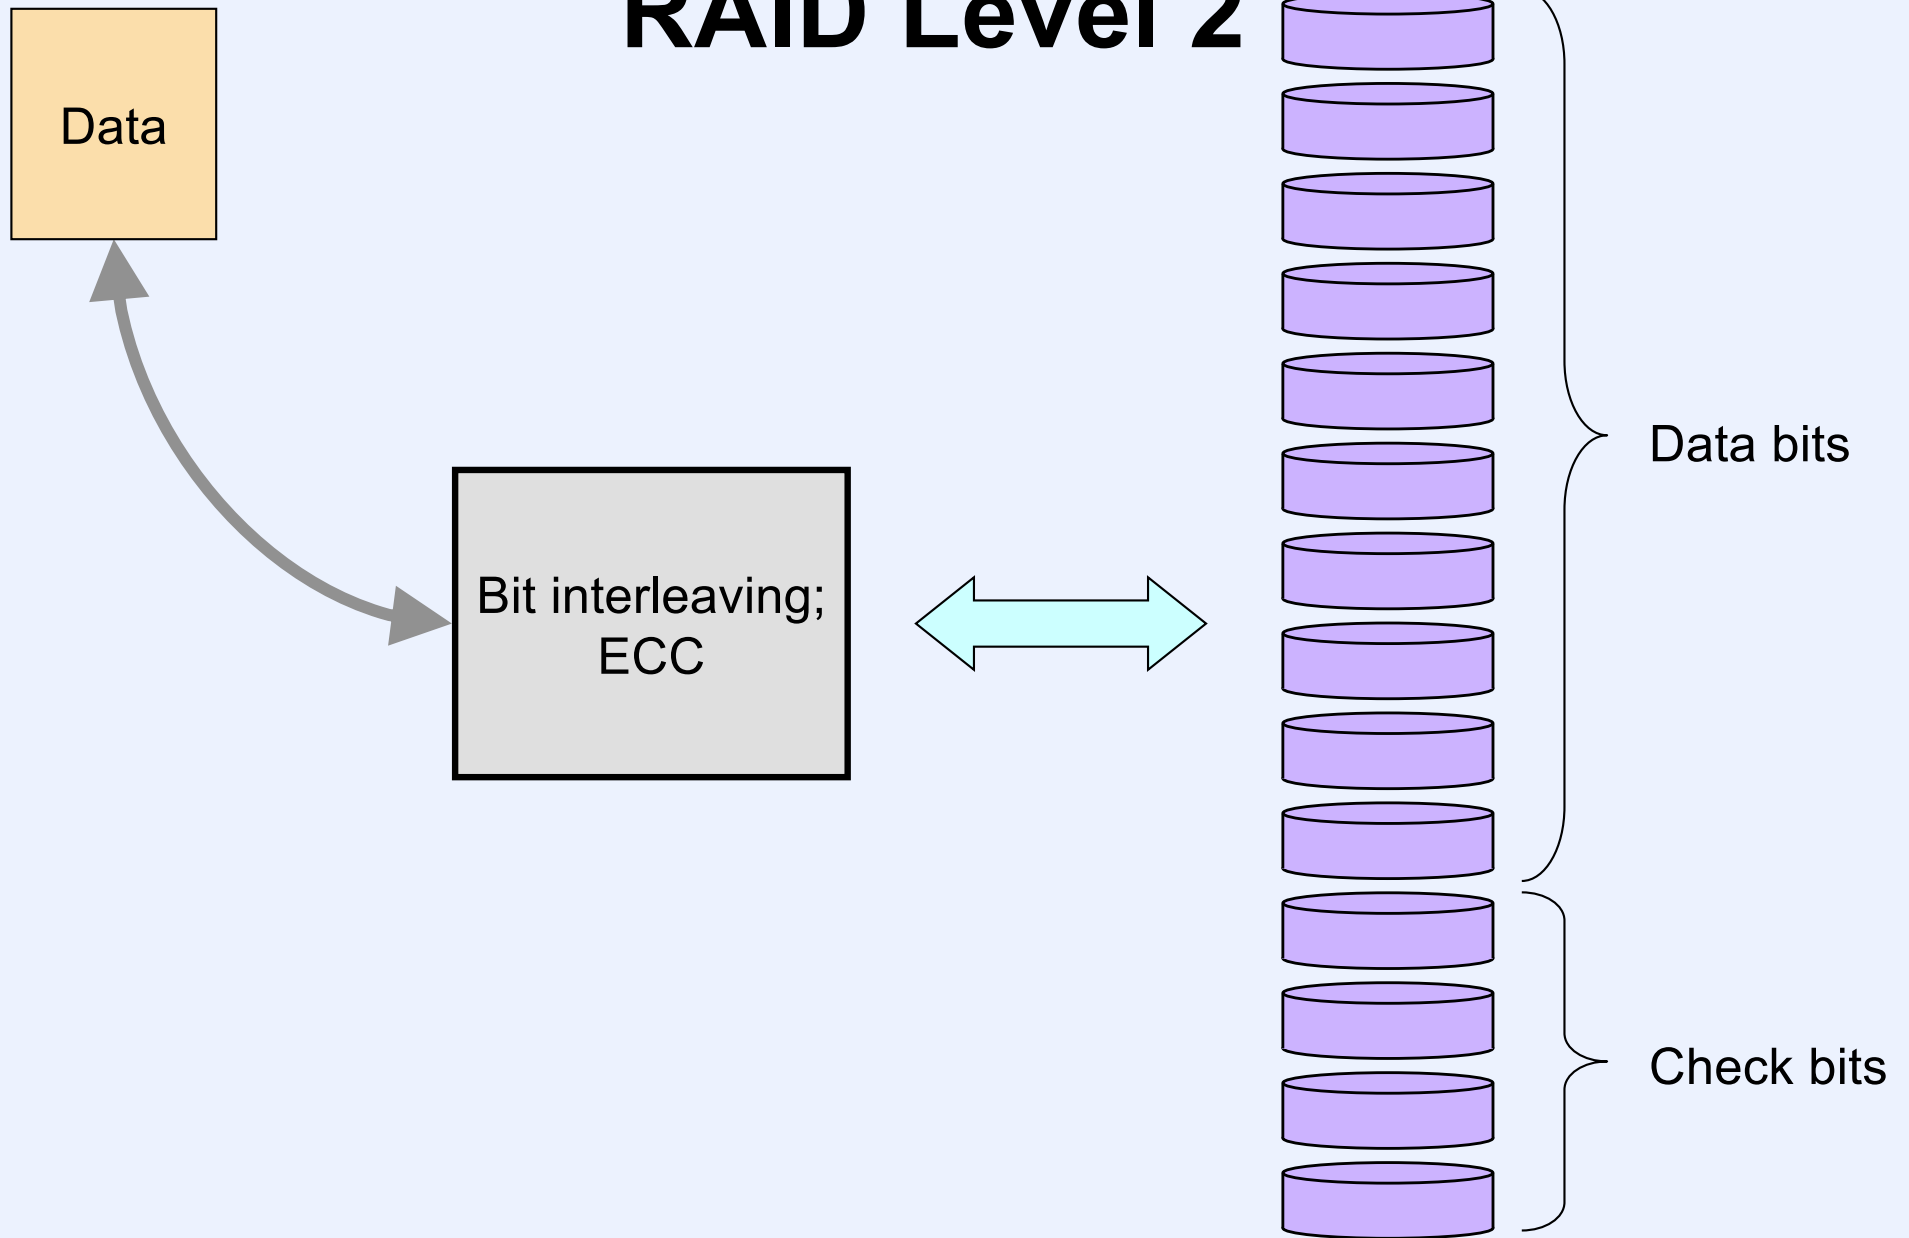 RAID Level 2
Data
Bit interleaving;
ECC
Data bits
Check bits